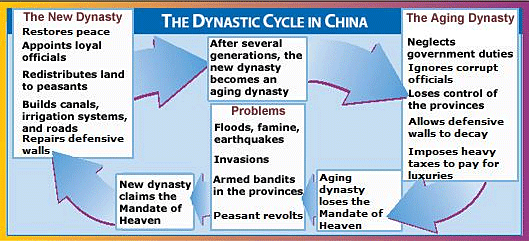 THE DYNASTIC CYCLE IN CHINA
The New Dynasty
Restores peace
Appoints loyal
officials
Redistributes land
to peasants
Builds canals,
irrigation systems,
and roads
Repairs defensive
walls
After several
generations, the
new dynasty
becomes an
aging dynasty
The Aging Dynasty
Neglects
government duties
Ignores corrupt
officials
Loses control of
the provinces
Allows defensive
walls to decay
Imposes heavy
taxes to pay for
luxuries
Aging
dynasty
loses the
Mandate of
Heaven
Problems
Floods, famine,
earthquakes
Invasions
Armed bandits
in the provinces
Peasant revolts
New dynasty
claims the
Mandate of
Heaven